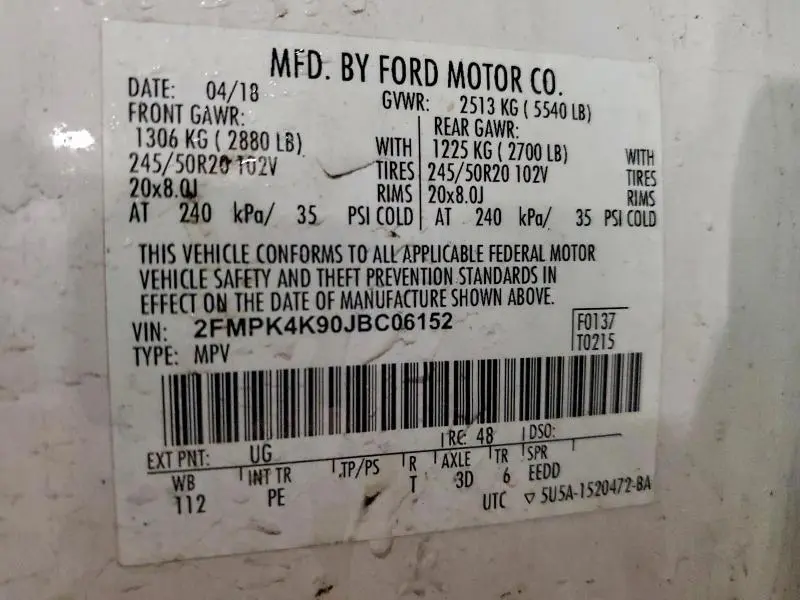 MFD. BY FORD MOTOR CO.
DATE: 04/18 GVWR: 2513 KG ( 5540 LB)
FRONT GAWR: REAR GAWR:
1306 KG ( 2880 LB) WITH 1225 KG ( 2700 LB) WITH
245/50R20 102V TIRES 245/50R20 102V TIRES
20x8.0J RIMS 20x8.0J RIMS
AT 240 kPa/ 35 PSI COLD AT 240 kPa/ 35 PSI COLD
THIS VEHICLE CONFORMS TO ALL APPLICABLE FEDERAL MOTOR
VEHICLE SAFETY AND THEFT PREVENTION STANDARDS IN
EFFECT ON THE DATE OF MANUFACTURE SHOWN ABOVE.
VIN: 2FMPK4K90JBC06152 F0137
TYPE: MPV T0215
EXT PNT: UG RC: 48 DSO:
WB INT TR TP/PS R AXLE TR SPR
112 PE T 3D 6 EEDD
UTC ▽ 5U5A-1520472-BA